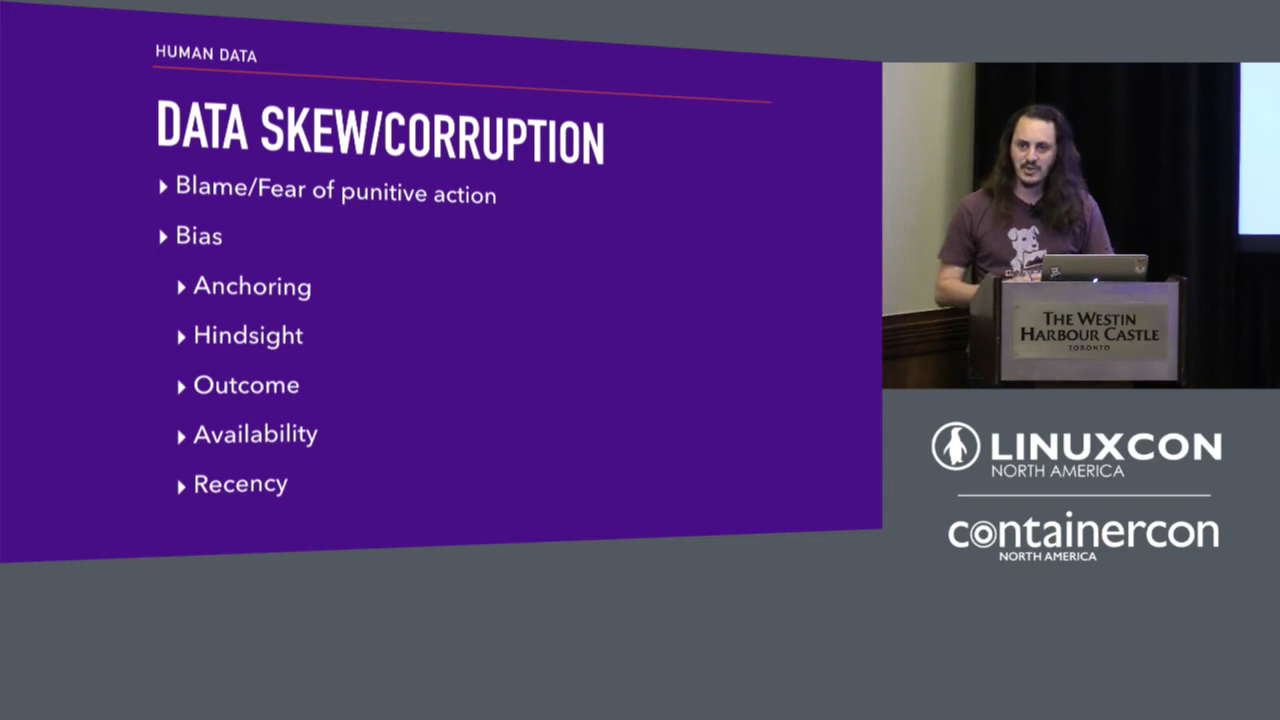 HUMAN DATA
DATA SKEW/CORRUPTION
Blame/Fear of punitive action
Bias
Anchoring
Hindsight
Outcome
Availability
Recency
THE WESTIN
HARBOUR CASTLE
TORONTO
LINUXCON
NORTH AMERICA
containercon
NORTH AMERICA